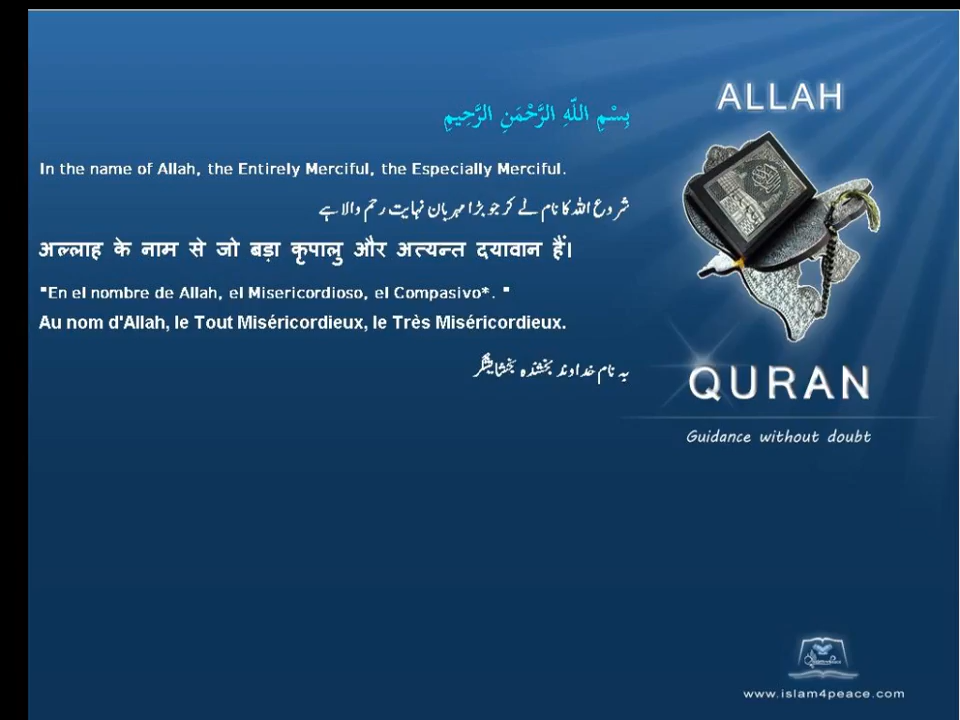 بِسْمِ اللَّهِ الرَّحْمَنِ الرَّحِيمِ
In the name of Allah, the Entirely Merciful, the Especially Merciful.
شروع الله کا نام لے کر جو بڑا مہربان نہایت رحم والا ہے
अल्लाह के नाम से जो बड़ा कृपालु और अत्यन्त दयावान हैं।
"En el nombre de Allah, el Misericordioso, el Compasivo*. "
Au nom d'Allah, le Tout Miséricordieux, le Très Miséricordieux.
به نام خداوند بخشنده بخشایشگر
ALLAH
QURAN
Guidance without doubt
www.islam4peace.com